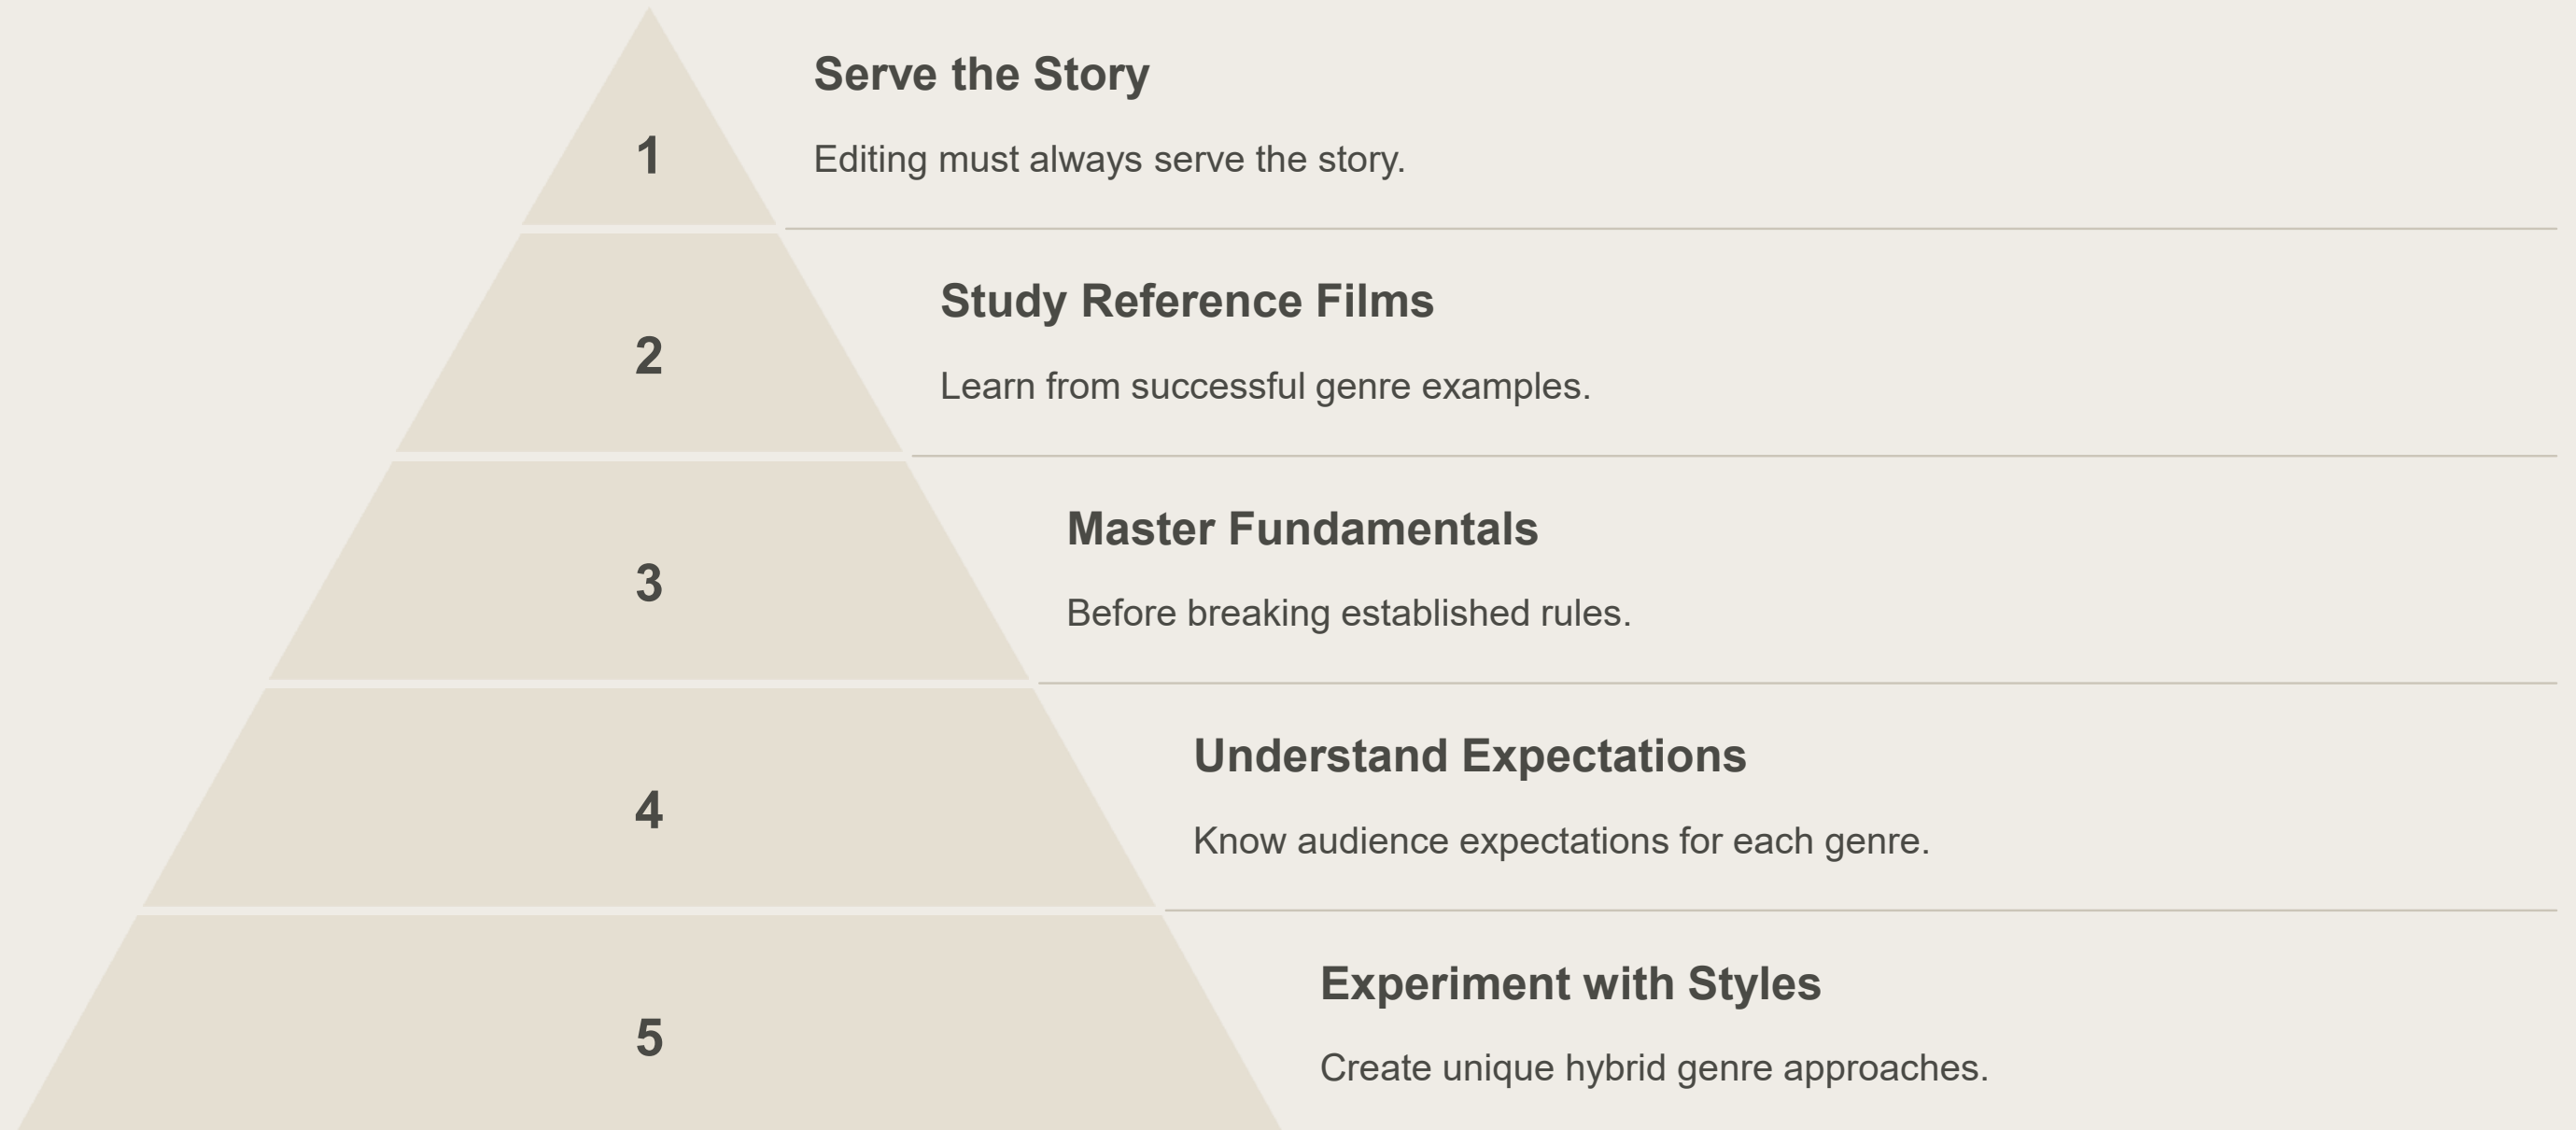 Serve the Story
1
Editing must always serve the story.
Study Reference Films
2
Learn from successful genre examples.
Master Fundamentals
3
Before breaking established rules.
Understand Expectations
4
Know audience expectations for each genre.
Experiment with Styles
5
Create unique hybrid genre approaches.